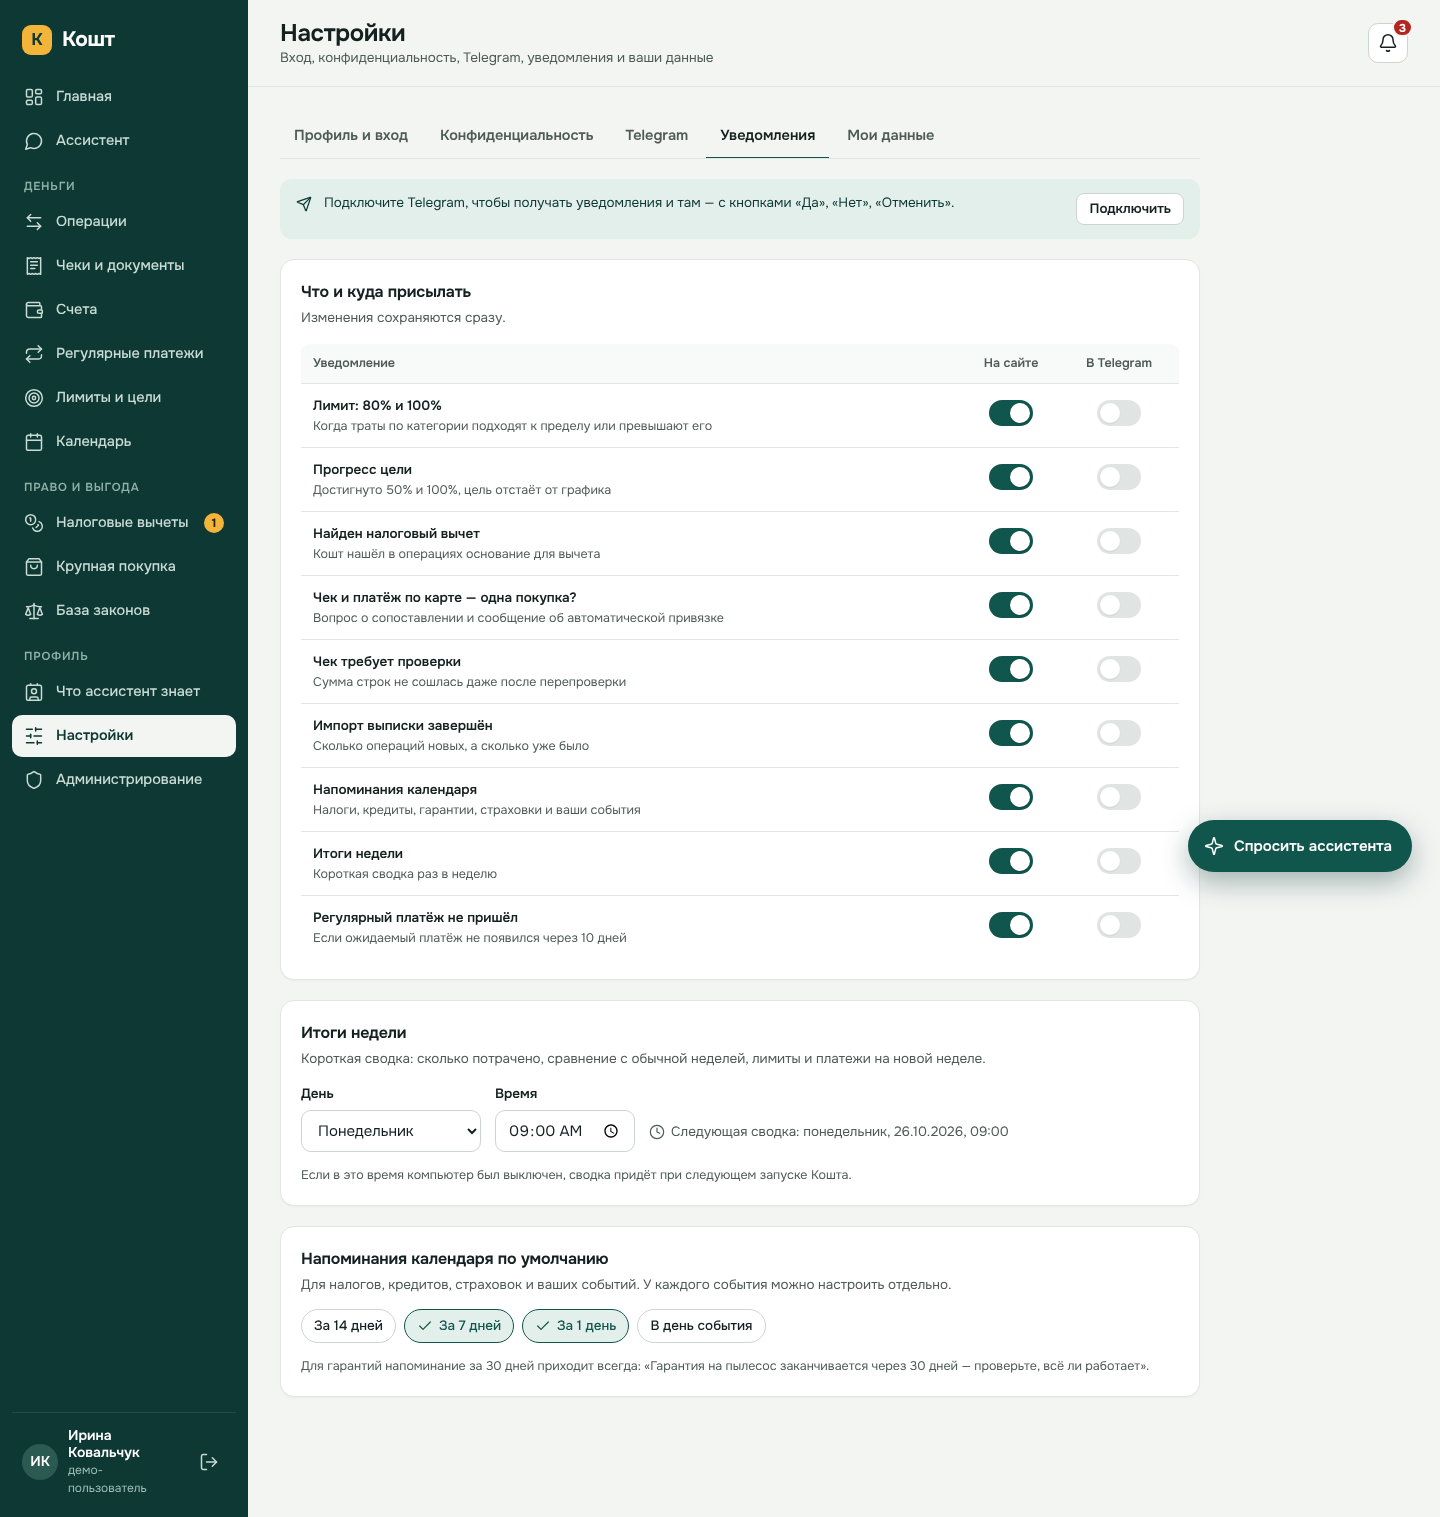 К Кошт
Главная
Ассистент
ДЕНЬГИ
Операции
Чеки и документы
Счета
Регулярные платежи
Лимиты и цели
Календарь
ПРАВО И ВЫГОДА
Налоговые вычеты 1
Крупная покупка
База законов
ПРОФИЛЬ
Что ассистент знает
Настройки
Администрирование
ИК
Ирина
Ковальчук
демо-
пользователь
Настройки
Вход, конфиденциальность, Telegram, уведомления и ваши данные
3
Профиль и вход Конфиденциальность Telegram Уведомления Мои данные
Подключите Telegram, чтобы получать уведомления и там — с кнопками «Да», «Нет», «Отменить».
Подключить
Что и куда присылать
Изменения сохраняются сразу.
Уведомление На сайте В Telegram
Лимит: 80% и 100%
Когда траты по категории подходят к пределу или превышают его
Прогресс цели
Достигнуто 50% и 100%, цель отстаёт от графика
Найден налоговый вычет
Кошт нашёл в операциях основание для вычета
Чек и платёж по карте — одна покупка?
Вопрос о сопоставлении и сообщение об автоматической привязке
Чек требует проверки
Сумма строк не сошлась даже после перепроверки
Импорт выписки завершён
Сколько операций новых, а сколько уже было
Напоминания календаря
Налоги, кредиты, гарантии, страховки и ваши события
Итоги недели
Короткая сводка раз в неделю
Регулярный платёж не пришёл
Если ожидаемый платёж не появился через 10 дней
Спросить ассистента
Итоги недели
Короткая сводка: сколько потрачено, сравнение с обычной неделей, лимиты и платежи на новой неделе.
День Время
Понедельник 09:00 AM Следующая сводка: понедельник, 26.10.2026, 09:00
Если в это время компьютер был выключен, сводка придёт при следующем запуске Кошта.
Напоминания календаря по умолчанию
Для налогов, кредитов, страховок и ваших событий. У каждого события можно настроить отдельно.
За 14 дней За 7 дней За 1 день В день события
Для гарантий напоминание за 30 дней приходит всегда: «Гарантия на пылесос заканчивается через 30 дней — проверьте, всё ли работает».